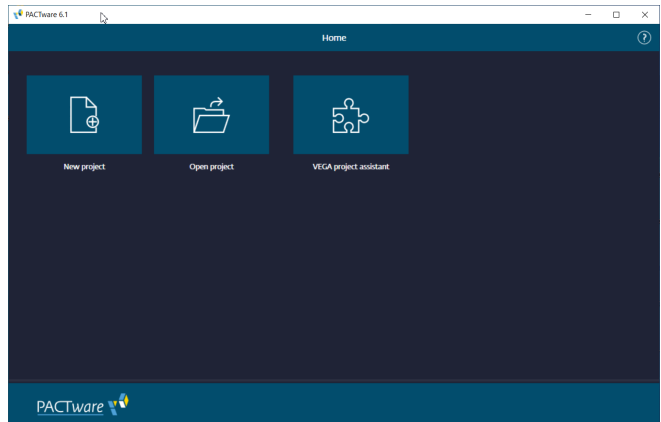 PACTware 6.1
Home
?
New project
Open project
VEGA project assistant
PACTware